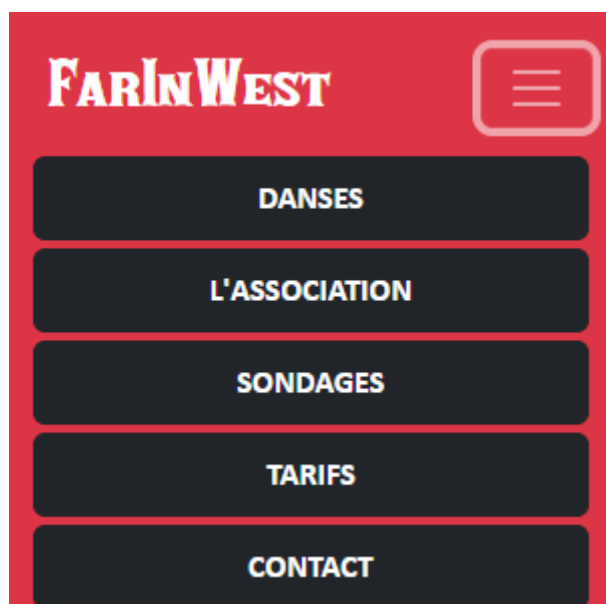 FarInWest
DANSES
L'ASSOCIATION
SONDAGES
TARIFS
CONTACT